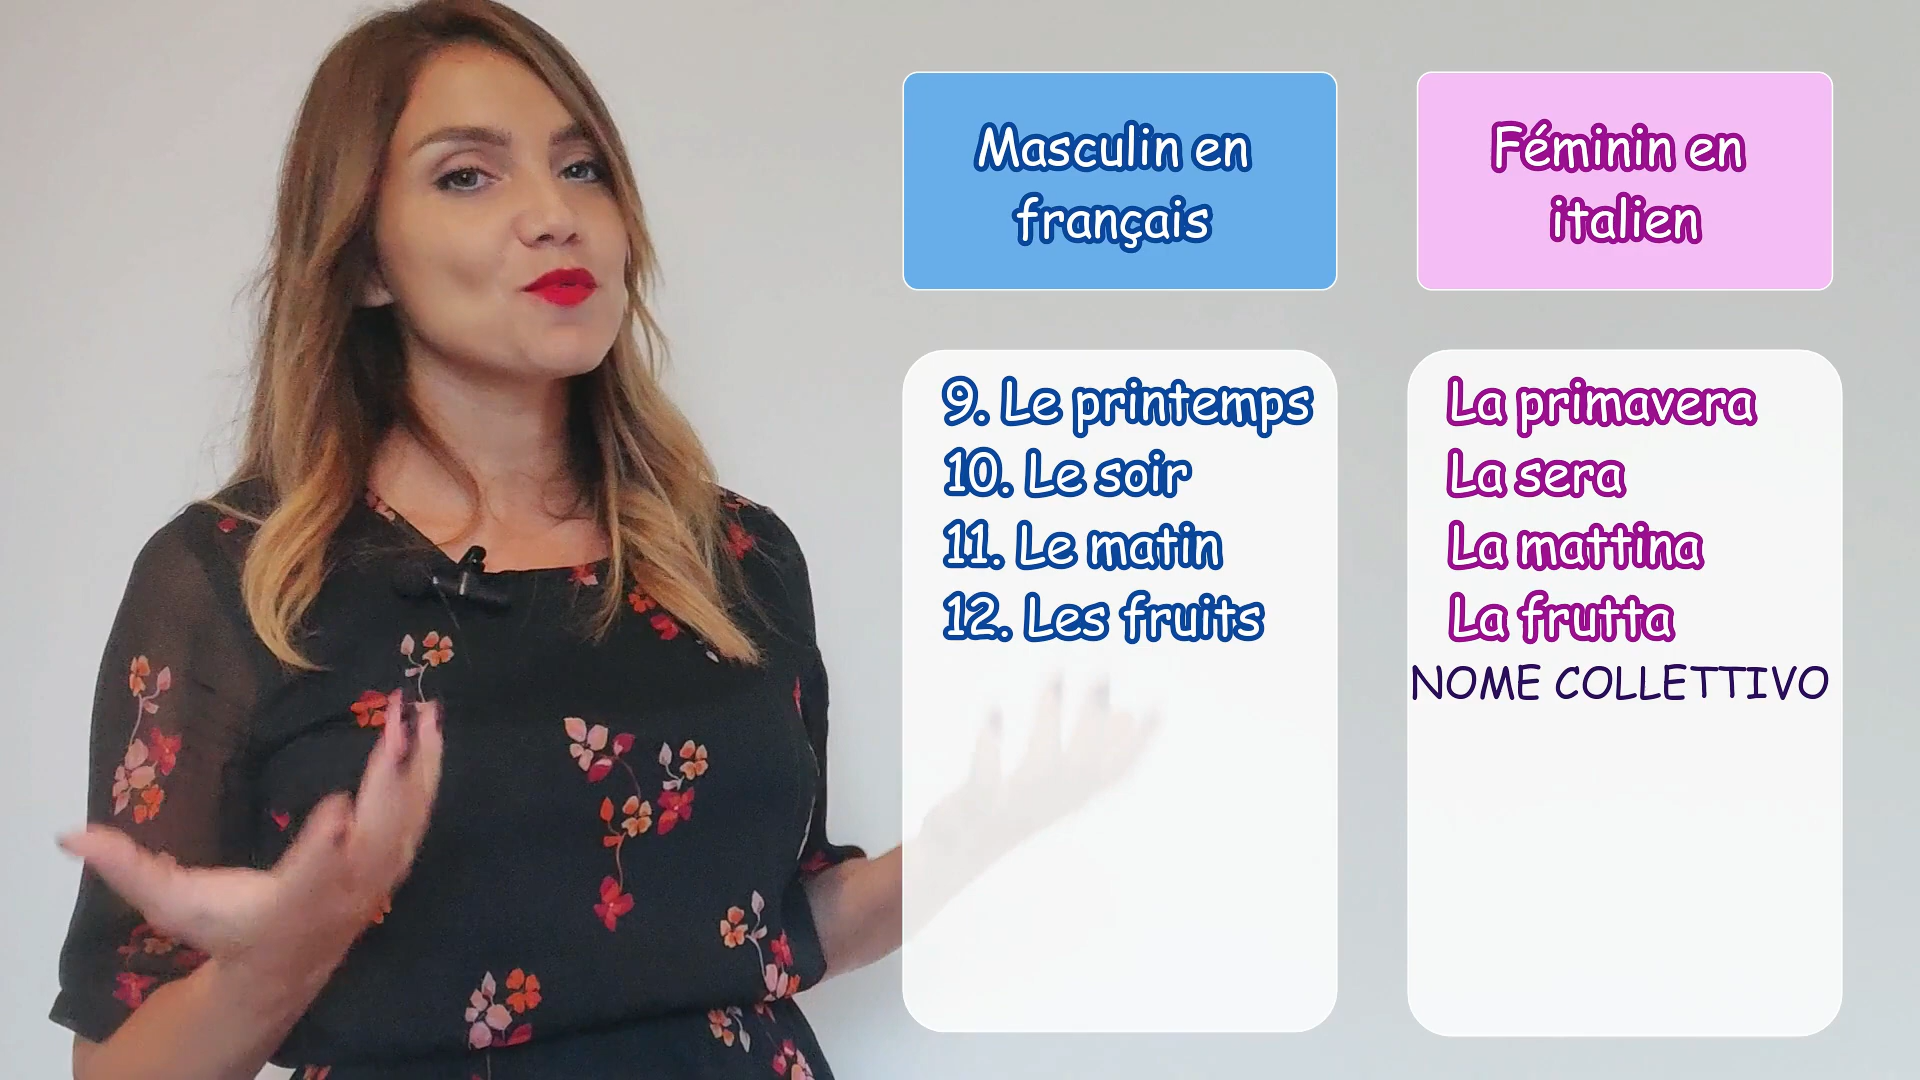 Masculin en
français
Féminin en
italien
9. Le printemps
10. Le soir
11. Le matin
12. Les fruits
La primavera
La sera
La mattina
La frutta
NOME COLLETTIVO